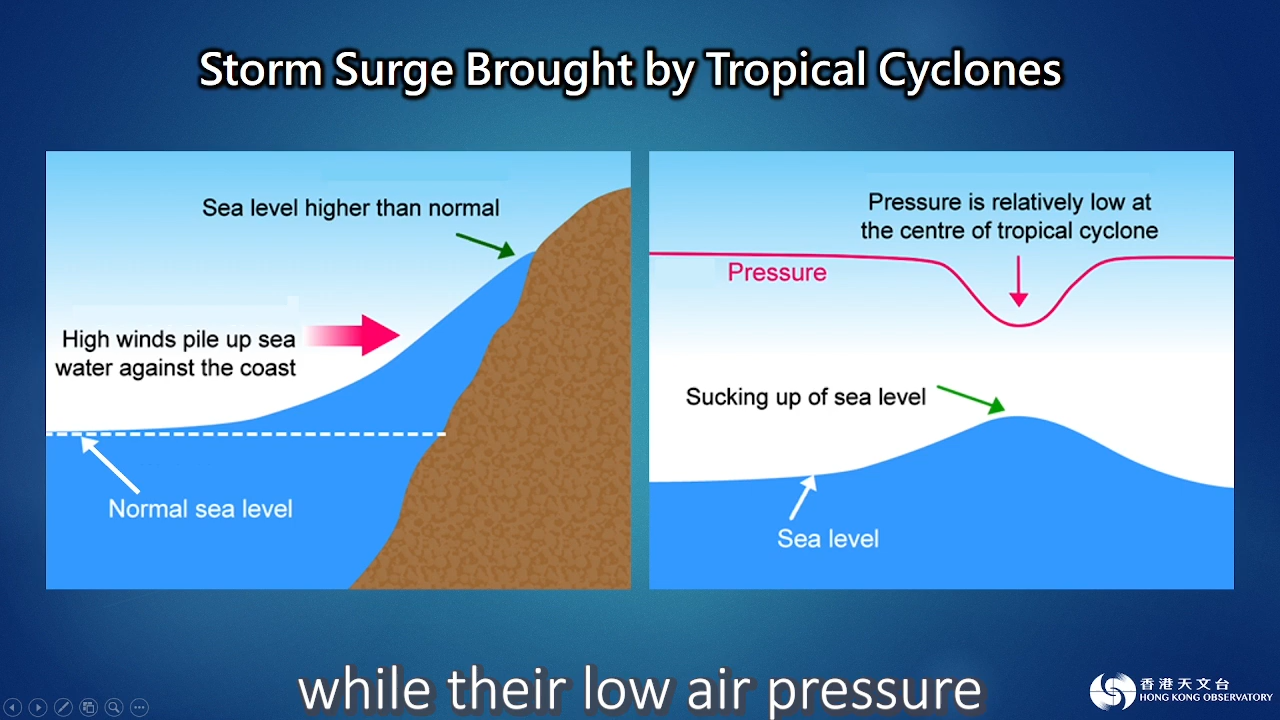 Storm Surge Brought by Tropical Cyclones
Sea level higher than normal
High winds pile up sea
water against the coast
Normal sea level
Pressure is relatively low at
the centre of tropical cyclone
Pressure
Sucking up of sea level
Sea level
while their low air pressure
香港天文台
HONG KONG OBSERVATORY